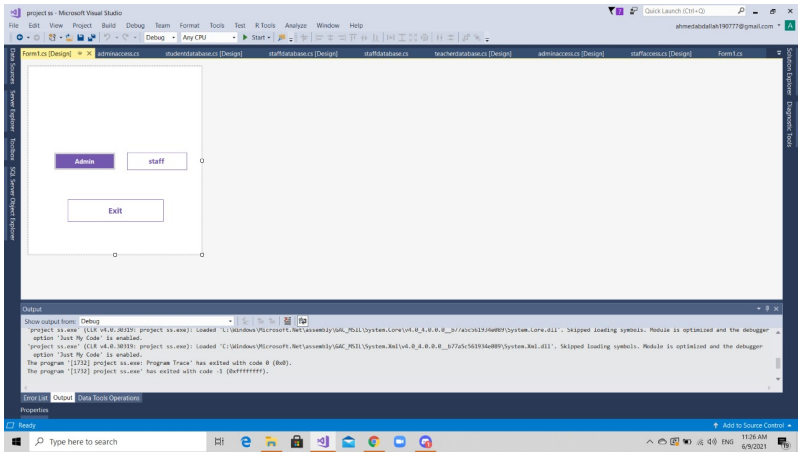 project ss - Microsoft Visual Studio
7
Quick Launch (Ctrl+Q)
File Edit View Project Build Debug Team Format Tools Test R Tools Analyze Window Help
ahmedabdallah190777@gmail.com A
Debug Any CPU Start
Form1.cs [Design] adminaccess.cs studentdatabase.cs [Design] staffdatabase.cs [Design] staffdatabase.cs teacherdatabase.cs [Design] adminaccess.cs [Design] staffaccess.cs [Design] Form1.cs
Data Sources
Server Explorer
Toolbox
SQL Server Object Explorer
Solution Explorer
Diagnostic Tools
Admin staff
Exit
Output
Show output from: Debug
'project ss.exe' (CLR v4.0.30319: project ss.exe): Loaded 'C:\Windows\Microsoft.Net\assembly\GAC_MSIL\System.Core\v4.0_4.0.0.0__b77a5c561934e089\System.Core.dll'. Skipped loading symbols. Module is optimized and the debugger
option 'Just My Code' is enabled.
'project ss.exe' (CLR v4.0.30319: project ss.exe): Loaded 'C:\Windows\Microsoft.Net\assembly\GAC_MSIL\System.Xml\v4.0_4.0.0.0__b77a5c561934e089\System.Xml.dll'. Skipped loading symbols. Module is optimized and the debugger
option 'Just My Code' is enabled.
The program '[1732] project ss.exe: Program Trace' has exited with code 0 (0x0).
The program '[1732] project ss.exe' has exited with code -1 (0xffffffff).
Error List Output Data Tools Operations
Properties
Ready
Add to Source Control
Type here to search
ENG
11:26 AM
6/9/2021
19